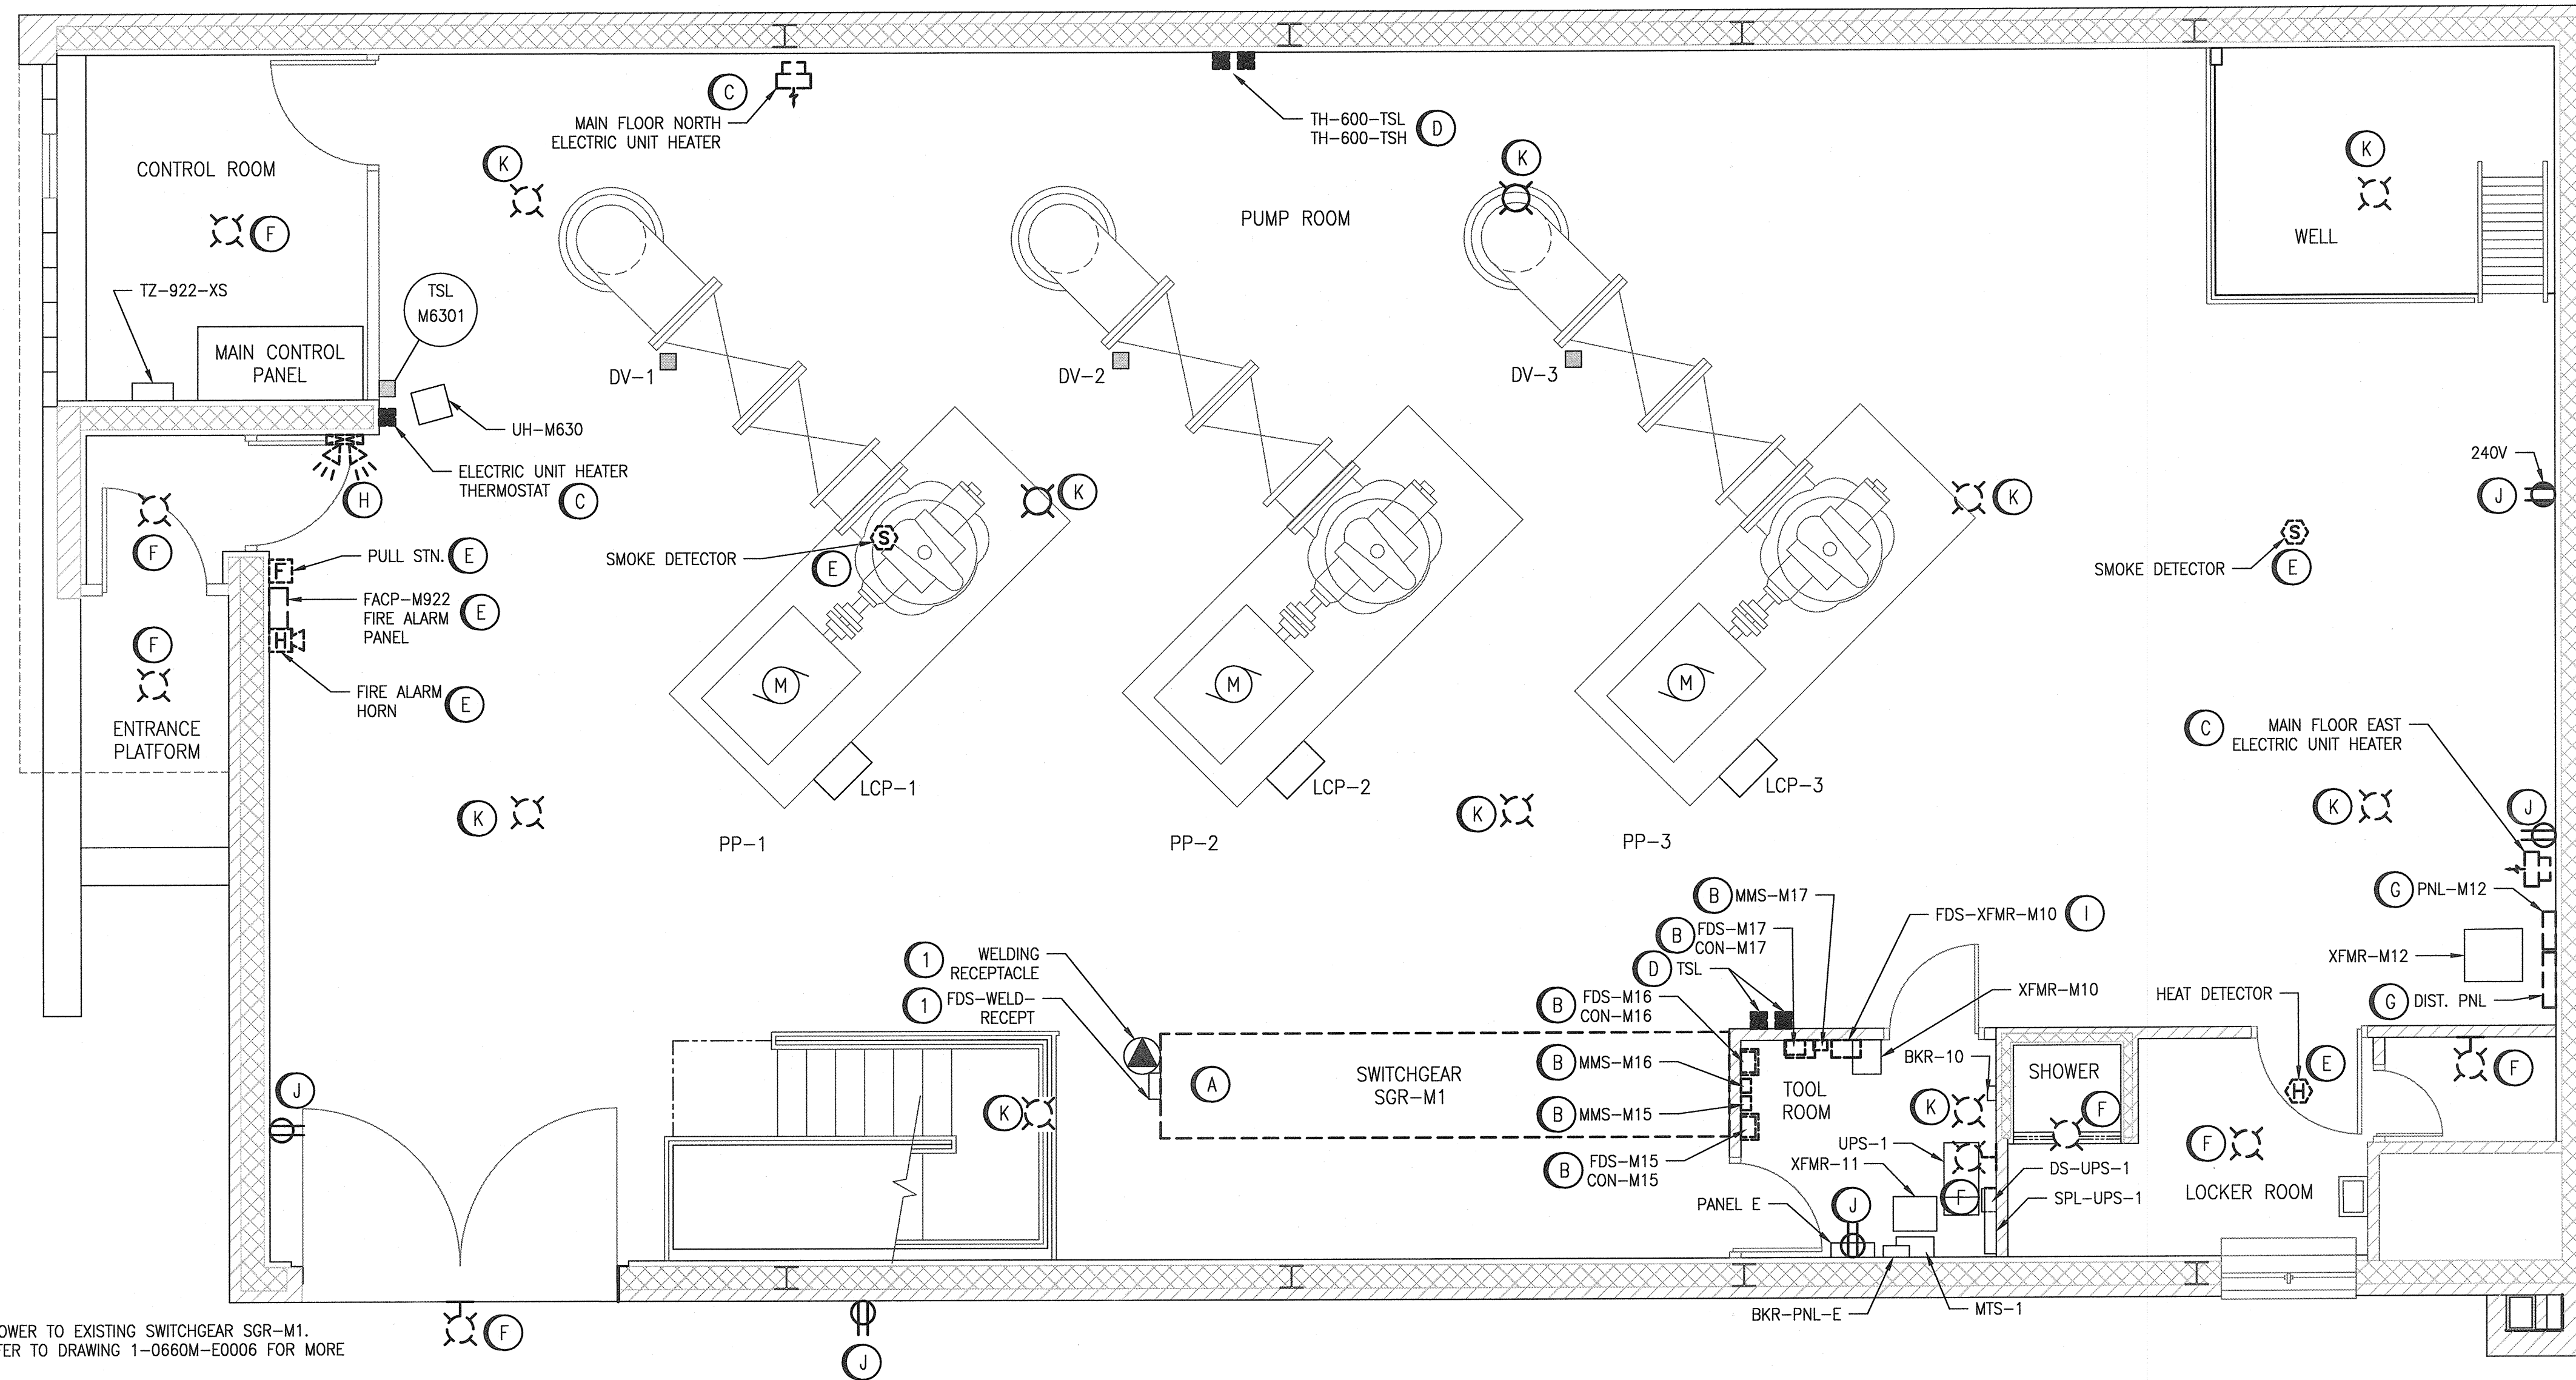 C
MAIN FLOOR NORTH
ELECTRIC UNIT HEATER
TH-600-TSL
TH-600-TSH
D
CONTROL ROOM
F
K
K
K
PUMP ROOM
WELL
TZ-922-XS
TSL
M6301
MAIN CONTROL
PANEL
DV-1
DV-2
DV-3
UH-M630
ELECTRIC UNIT HEATER
THERMOSTAT
C
H
K
K
240V
J
F
PULL STN.
E
F
SMOKE DETECTOR
S
E
SMOKE DETECTOR
S
E
FACP-M922
FIRE ALARM
PANEL
E
H
F
FIRE ALARM
HORN
E
ENTRANCE
PLATFORM
M
M
M
C
MAIN FLOOR EAST
ELECTRIC UNIT HEATER
LCP-1
LCP-2
LCP-3
K
K
K
J
PP-1
PP-2
PP-3
B
MMS-M17
FDS-XFMR-M10
I
G
PNL-M12
B
FDS-M17
CON-M17
1
WELDING
RECEPTACLE
D
TSL
XFMR-M12
1
FDS-WELD-
RECEPT
B
FDS-M16
CON-M16
XFMR-M10
HEAT DETECTOR
G
DIST. PNL
A
SWITCHGEAR
SGR-M1
B
MMS-M16
BKR-10
SHOWER
E
H
F
J
K
B
MMS-M15
TOOL
ROOM
K
F
F
UPS-1
XFMR-11
B
FDS-M15
CON-M15
DS-UPS-1
PANEL E
J
F
SPL-UPS-1
LOCKER ROOM
BKR-PNL-E
MTS-1
OWER TO EXISTING SWITCHGEAR SGR-M1.
FER TO DRAWING 1-0660M-E0006 FOR MORE
F
J